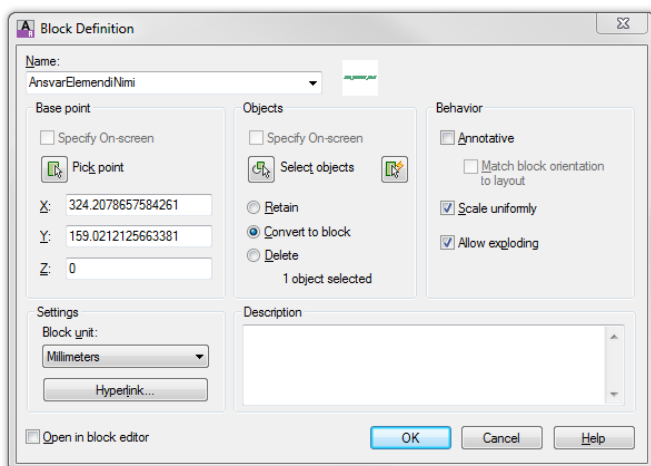 Block Definition
Name:
AnsvarElemendiNimi
Base point
Specify On-screen
Pick point
X: 324.2078657584261
Y: 159.0212125663381
Z: 0
Objects
Specify On-screen
Select objects
Retain
Convert to block
Delete
1 object selected
Behavior
Annotative
Match block orientation
to layout
Scale uniformly
Allow exploding
Settings
Block unit:
Millimeters
Hyperlink...
Description
Open in block editor
OK Cancel Help